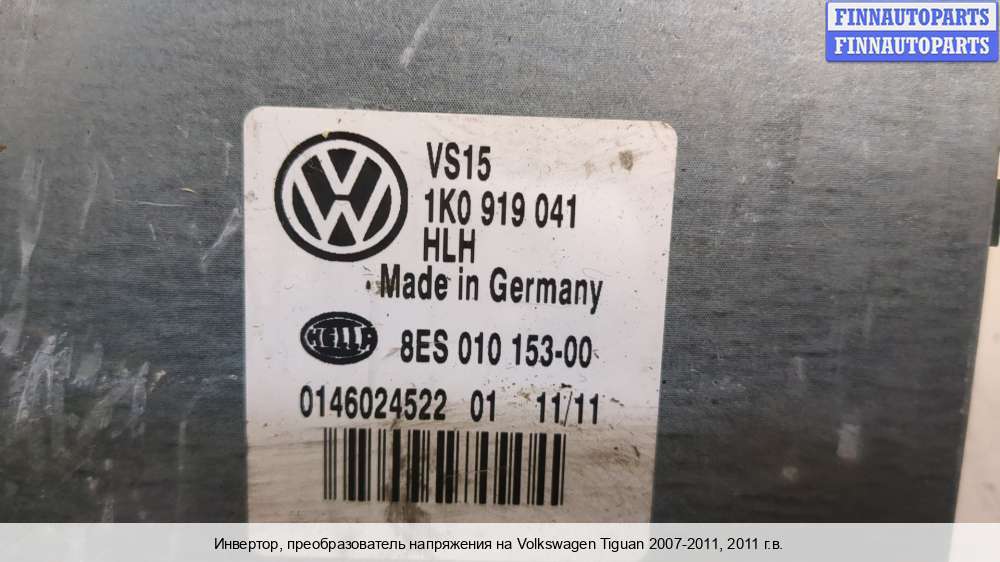 FINNAUTOPARTS
FINNAUTOPARTS
VS15
1K0 919 041
HLH
Made in Germany
HELLA
8ES 010 153-00
0146024522 01 11/11
Инвертор, преобразователь напряжения на Volkswagen Tiguan 2007-2011, 2011 г.в.